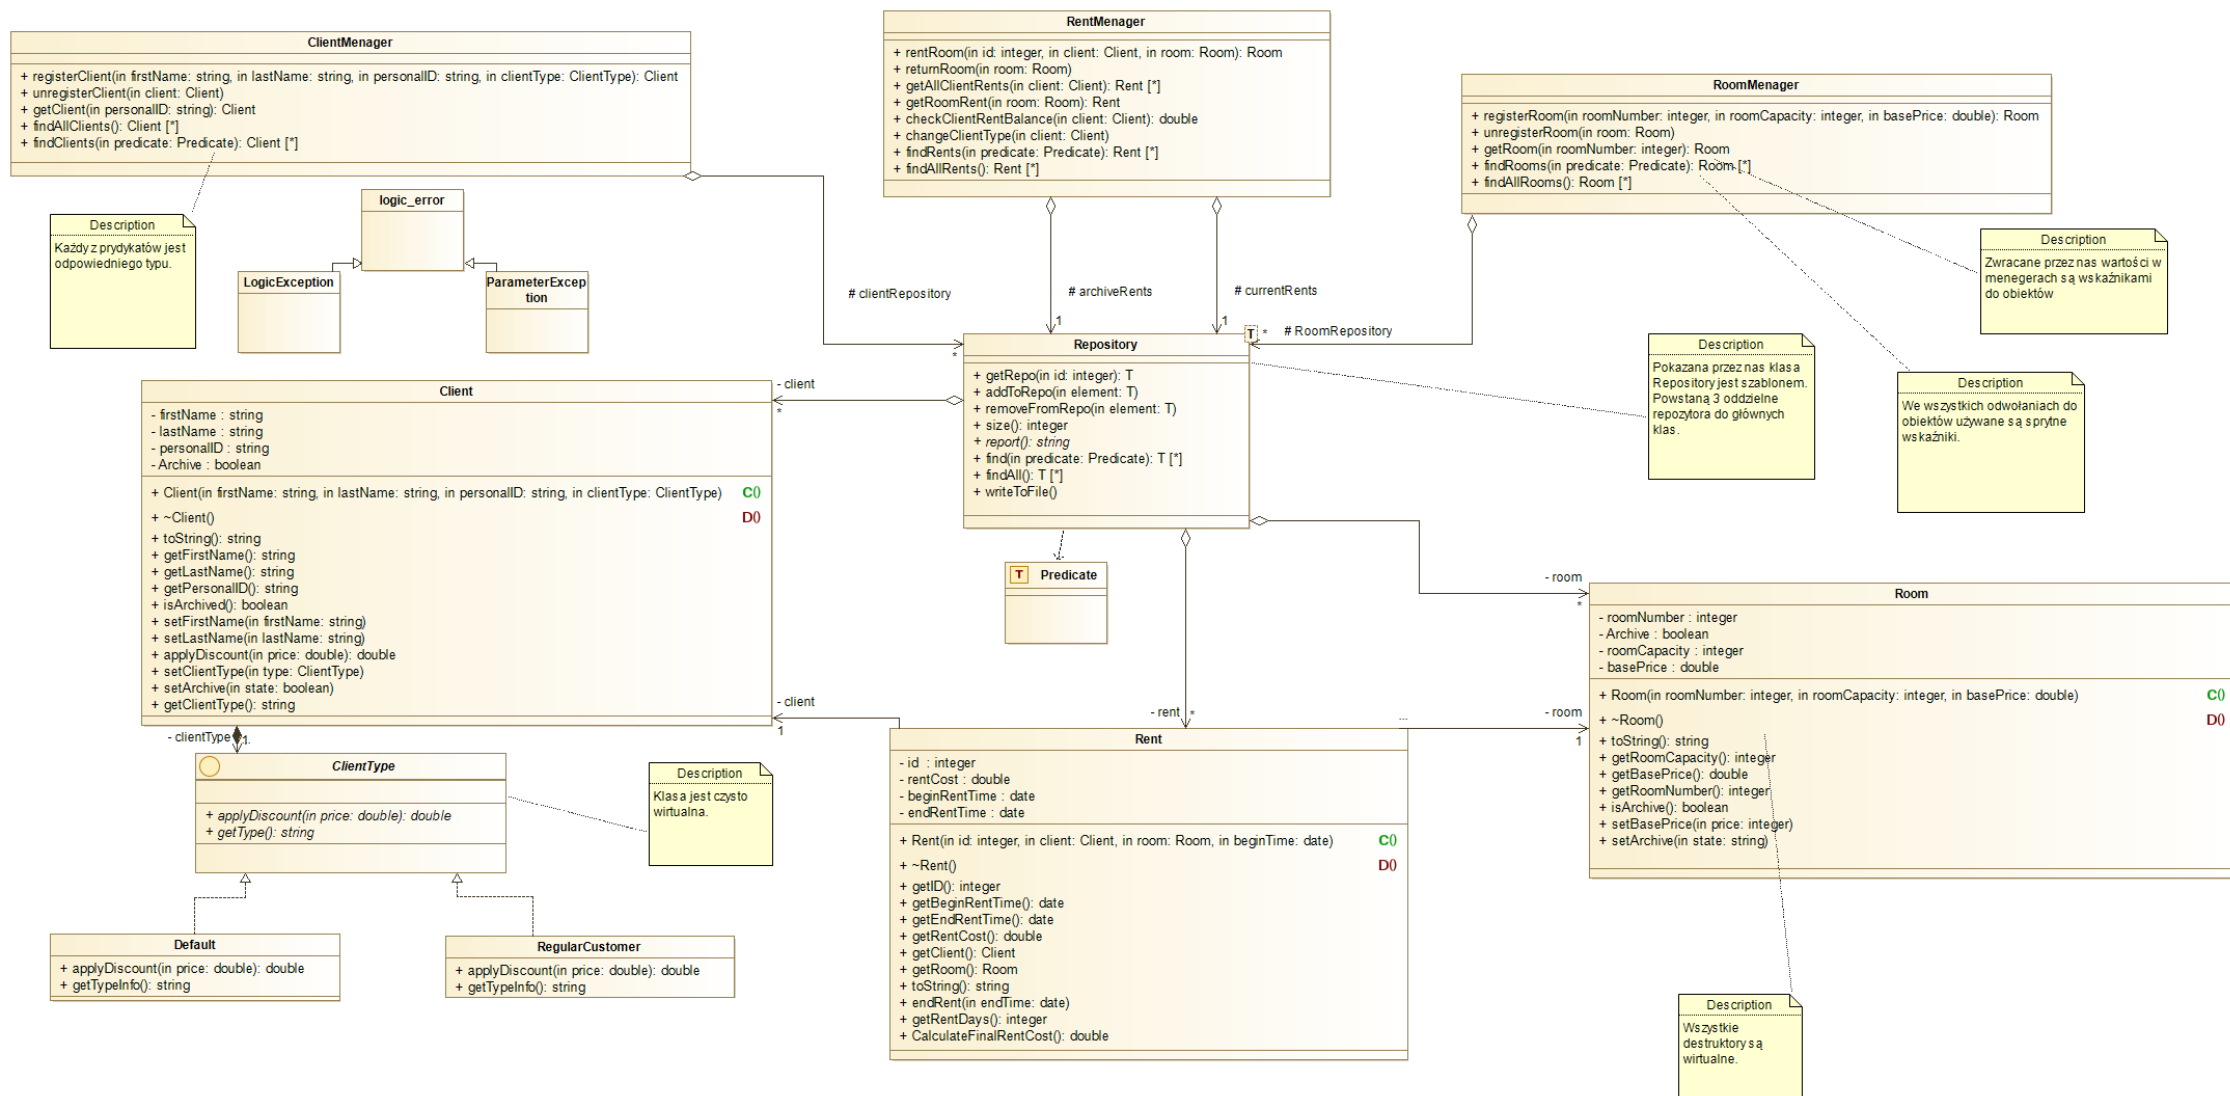 ClientMenager
+ registerClient(in firstName: string, in lastName: string, in personalID: string, in clientType: ClientType): Client
+ unregisterClient(in client: Client)
+ getClient(in personalID: string): Client
+ findAllClients(): Client [*]
+ findClients(in predicate: Predicate): Client [*]
RentMenager
+ rentRoom(in id: integer, in client: Client, in room: Room): Room
+ returnRoom(in room: Room)
+ getAllClientRents(in client: Client): Rent [*]
+ getRoomRent(in room: Room): Rent
+ checkClientRentBalance(in client: Client): double
+ changeClientType(in client: Client)
+ findRents(in predicate: Predicate): Rent [*]
+ findAllRents(): Rent [*]
RoomMenager
+ registerRoom(in roomNumber: integer, in roomCapacity: integer, in basePrice: double): Room
+ unregisterRoom(in room: Room)
+ getRoom(in roomNumber: integer): Room
+ findRooms(in predicate: Predicate): Room [*]
+ findAllRooms(): Room [*]
Description
Każdy z prydykatów jest
odpowiedniego typu.
logic_error
LogicException
ParameterExcep
tion
# clientRepository
*
# archiveRents
1
# currentRents
1
# RoomRepository
*
Description
Zwracane przez nas wartości w
menegerach są wskaźnikami
do obiektów
Description
Pokazana przez nas klasa
Repository jest szablonem.
Powstaną 3 oddzielne
repozytora do głównych
klas.
Description
We wszystkich odwołaniach do
obiektów używane są sprytne
wskaźniki.
T
Repository
+ getRepo(in id: integer): T
+ addToRepo(in element: T)
+ removeFromRepo(in element: T)
+ size(): integer
+ report(): string
+ find(in predicate: Predicate): T [*]
+ findAll(): T [*]
+ writeToFile()
T Predicate
- client
*
Client
- firstName : string
- lastName : string
- personalID : string
- Archive : boolean
+ Client(in firstName: string, in lastName: string, in personalID: string, in clientType: ClientType) C()
+ ~Client() D()
+ toString(): string
+ getFirstName(): string
+ getLastName(): string
+ getPersonalID(): string
+ isArchived(): boolean
+ setFirstName(in firstName: string)
+ setLastName(in lastName: string)
+ applyDiscount(in price: double): double
+ setClientType(in type: ClientType)
+ setArchive(in state: boolean)
+ getClientType(): string
- clientType
1.
ClientType
+ applyDiscount(in price: double): double
+ getType(): string
Description
Klasa jest czysto
wirtualna.
Default
+ applyDiscount(in price: double): double
+ getTypeInfo(): string
RegularCustomer
+ applyDiscount(in price: double): double
+ getTypeInfo(): string
- client
1
- rent
*
...
- room
1
Rent
- id : integer
- rentCost : double
- beginRentTime : date
- endRentTime : date
+ Rent(in id: integer, in client: Client, in room: Room, in beginTime: date) C()
+ ~Rent() D()
+ getID(): integer
+ getBeginRentTime(): date
+ getEndRentTime(): date
+ getRentCost(): double
+ getClient(): Client
+ getRoom(): Room
+ toString(): string
+ endRent(in endTime: date)
+ getRentDays(): integer
+ CalculateFinalRentCost(): double
- room
*
Room
- roomNumber : integer
- Archive : boolean
- roomCapacity : integer
- basePrice : double
+ Room(in roomNumber: integer, in roomCapacity: integer, in basePrice: double) C()
+ ~Room() D()
+ toString(): string
+ getRoomCapacity(): integer
+ getBasePrice(): double
+ getRoomNumber(): integer
+ isArchive(): boolean
+ setBasePrice(in price: integer)
+ setArchive(in state: string)
Description
Wszystkie
destruktory są
wirtualne.